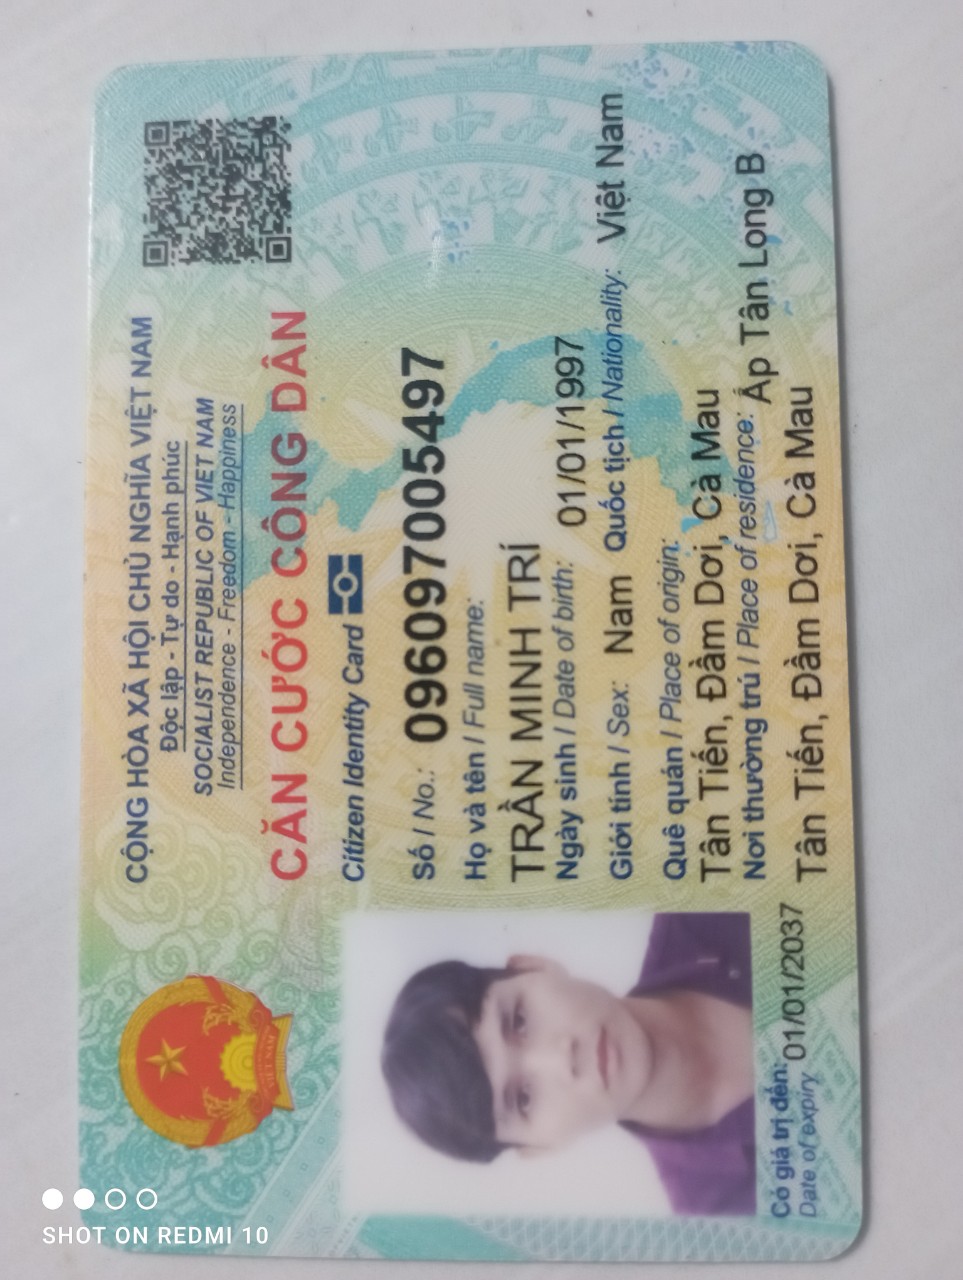 CỘNG HÒA XÃ HỘI CHỦ NGHĨA VIỆT NAM
Độc lập - Tự do - Hạnh phúc
SOCIALIST REPUBLIC OF VIET NAM
Independence - Freedom - Happiness
CĂN CƯỚC CÔNG DÂN
Citizen Identity Card
Số / No.: 096097005497
Họ và tên / Full name:
TRẦN MINH TRÍ
Ngày sinh / Date of birth: 01/01/1997
Giới tính / Sex: Nam Quốc tịch / Nationality: Việt Nam
Quê quán / Place of origin:
Tân Tiến, Đầm Dơi, Cà Mau
Nơi thường trú / Place of residence: Ấp Tân Long B
Tân Tiến, Đầm Dơi, Cà Mau
Có giá trị đến: 01/01/2037
Date of expiry
SHOT ON REDMI 10